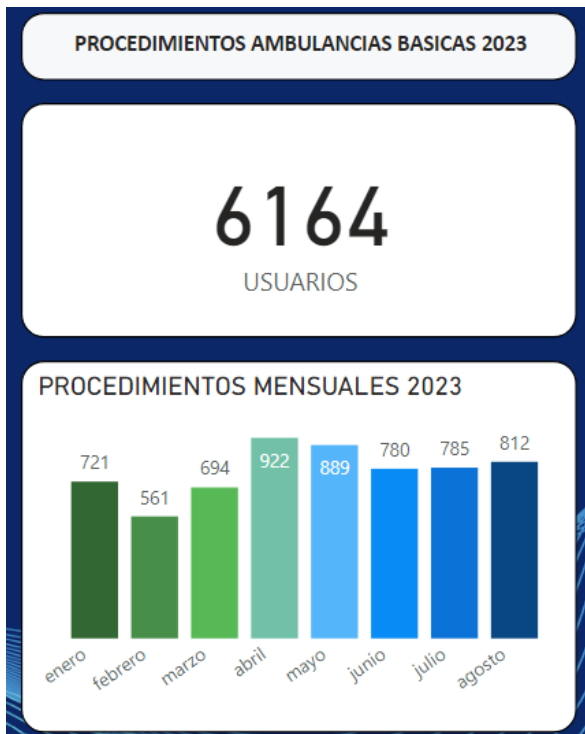 PROCEDIMIENTOS AMBULANCIAS BASICAS 2023
6164
USUARIOS
PROCEDIMIENTOS MENSUALES 2023
721
561
694
922
889
780
785
812
enero
febrero
marzo
abril
mayo
junio
julio
agosto